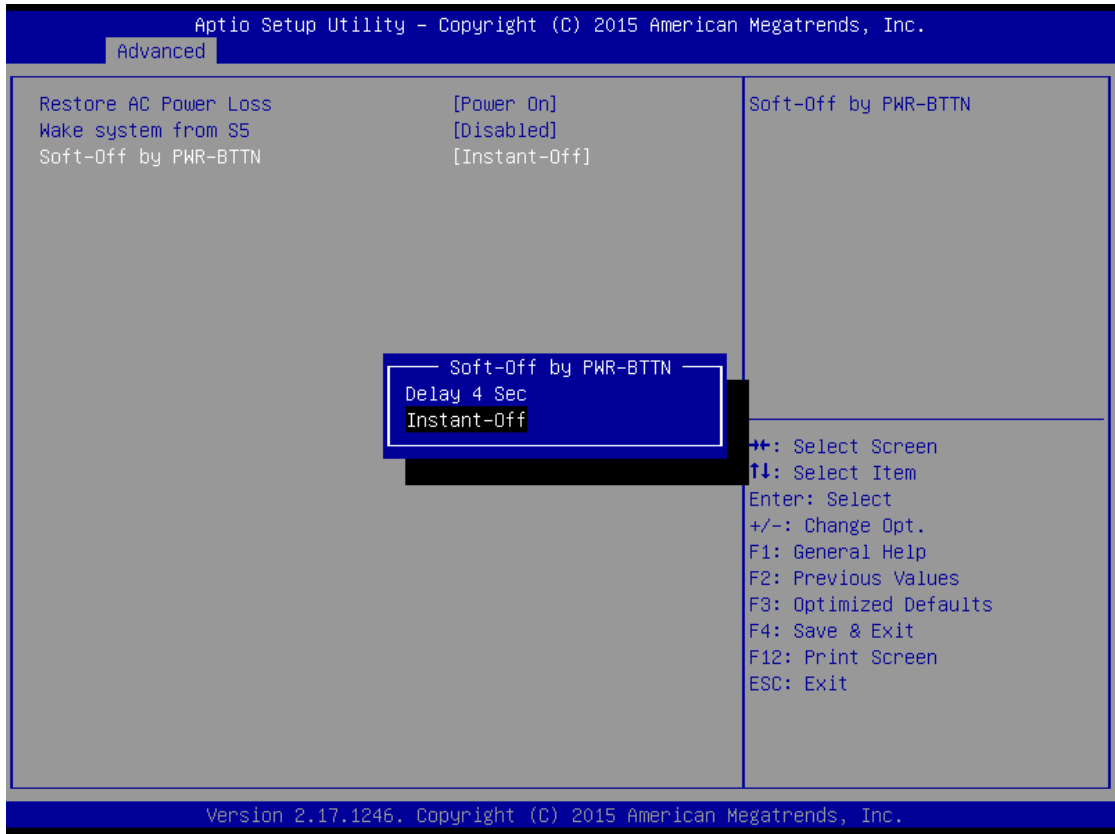 Aptio Setup Utility – Copyright (C) 2015 American Megatrends, Inc.
Advanced
Restore AC Power Loss [Power On]
Wake system from S5 [Disabled]
Soft-Off by PWR-BTTN [Instant-Off]
Soft-Off by PWR-BTTN
Soft-Off by PWR-BTTN
Delay 4 Sec
Instant-Off
→←: Select Screen
↑↓: Select Item
Enter: Select
+/-: Change Opt.
F1: General Help
F2: Previous Values
F3: Optimized Defaults
F4: Save & Exit
F12: Print Screen
ESC: Exit
Version 2.17.1246. Copyright (C) 2015 American Megatrends, Inc.